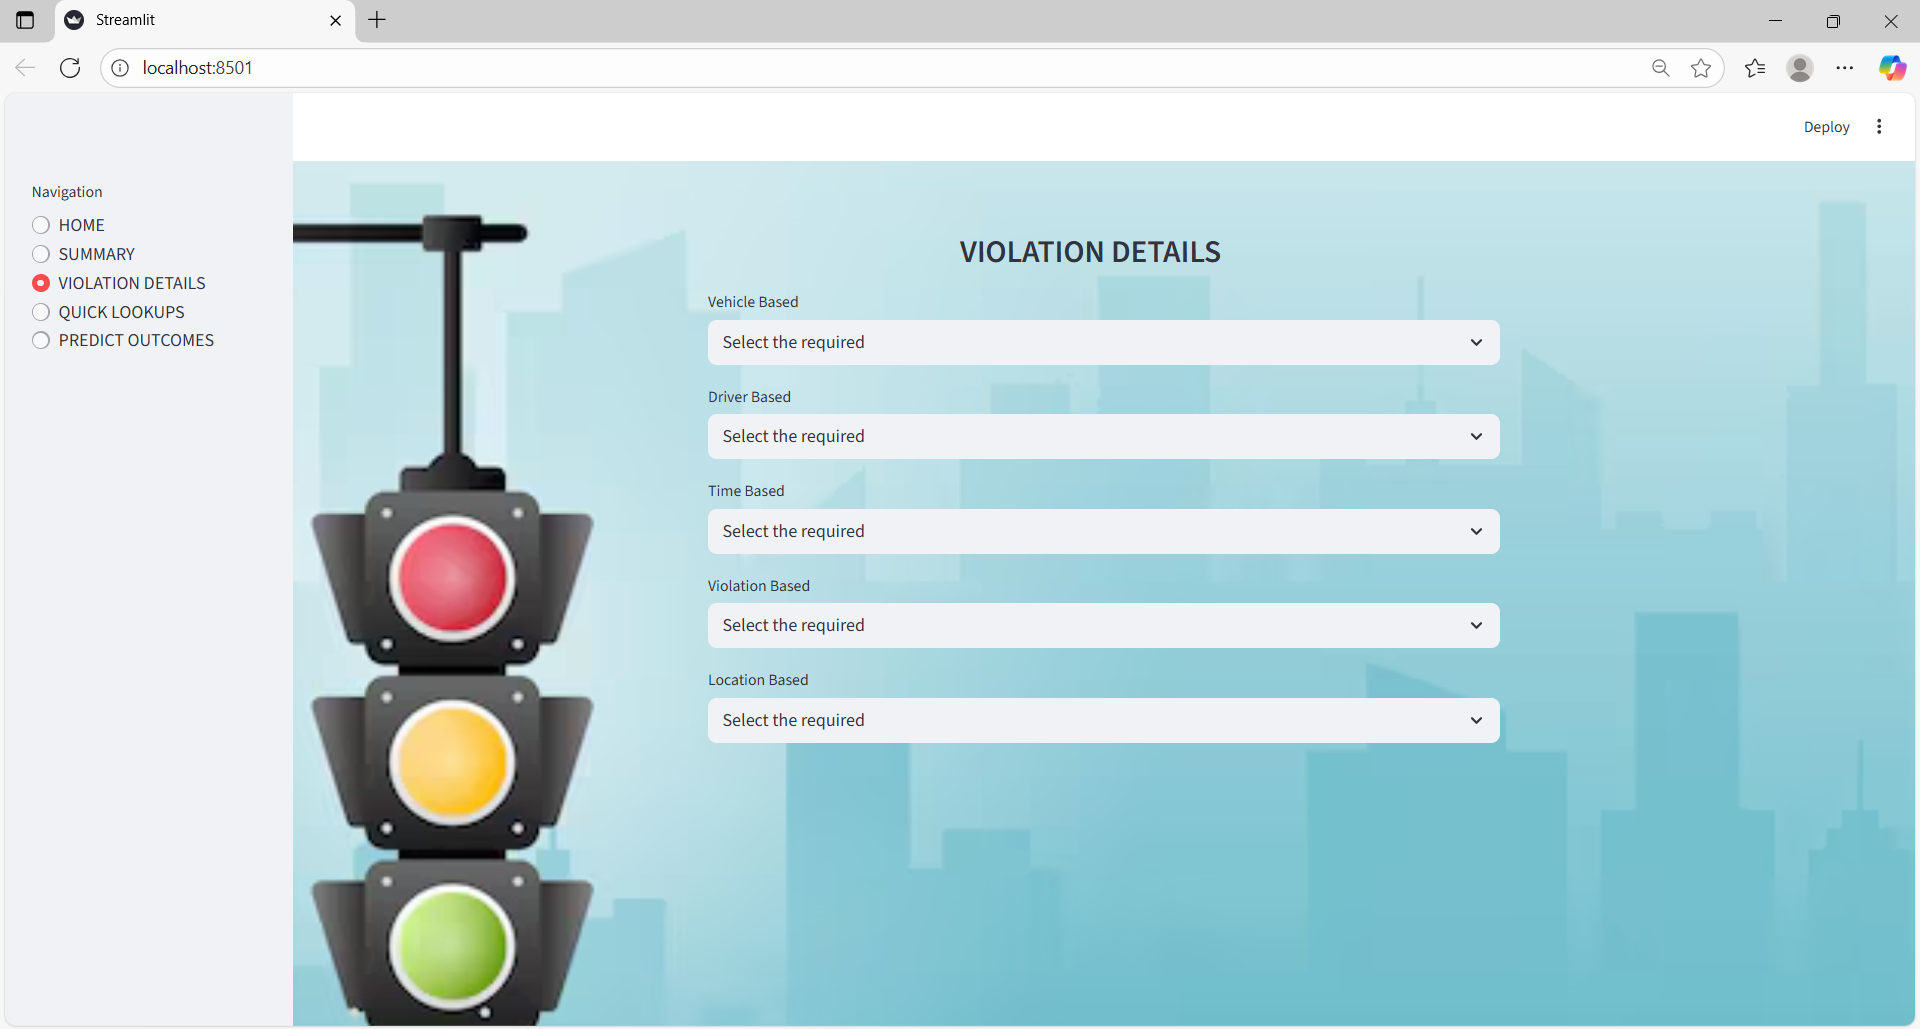 Streamlit
localhost:8501
Deploy
Navigation
HOME
SUMMARY
VIOLATION DETAILS
QUICK LOOKUPS
PREDICT OUTCOMES
VIOLATION DETAILS
Vehicle Based
Select the required
Driver Based
Select the required
Time Based
Select the required
Violation Based
Select the required
Location Based
Select the required